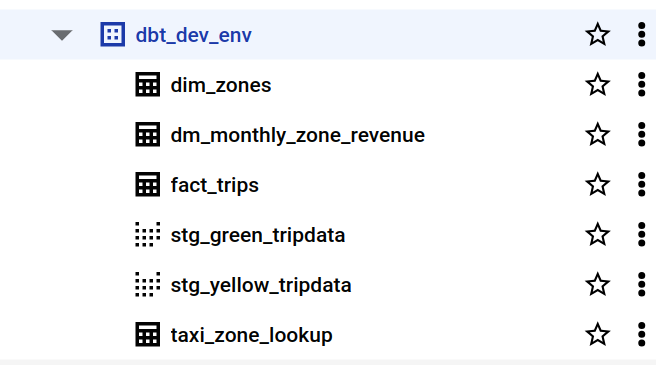 dbt_dev_env
dim_zones
dm_monthly_zone_revenue
fact_trips
stg_green_tripdata
stg_yellow_tripdata
taxi_zone_lookup